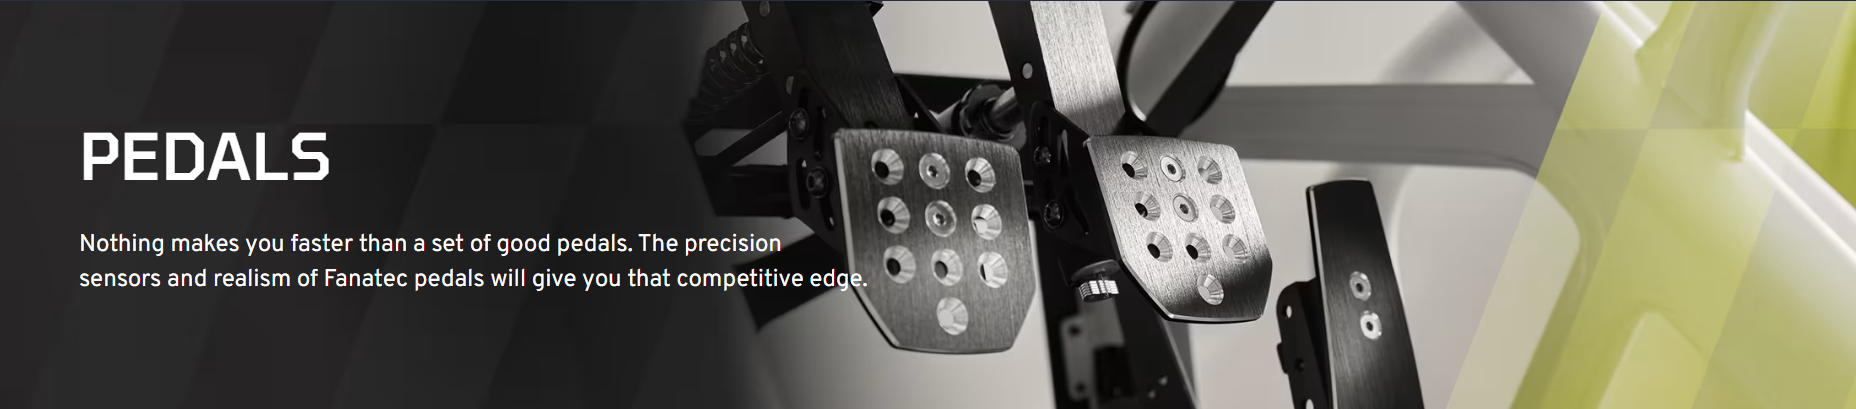 PEDALS
Nothing makes you faster than a set of good pedals. The precision
sensors and realism of Fanatec pedals will give you that competitive edge.